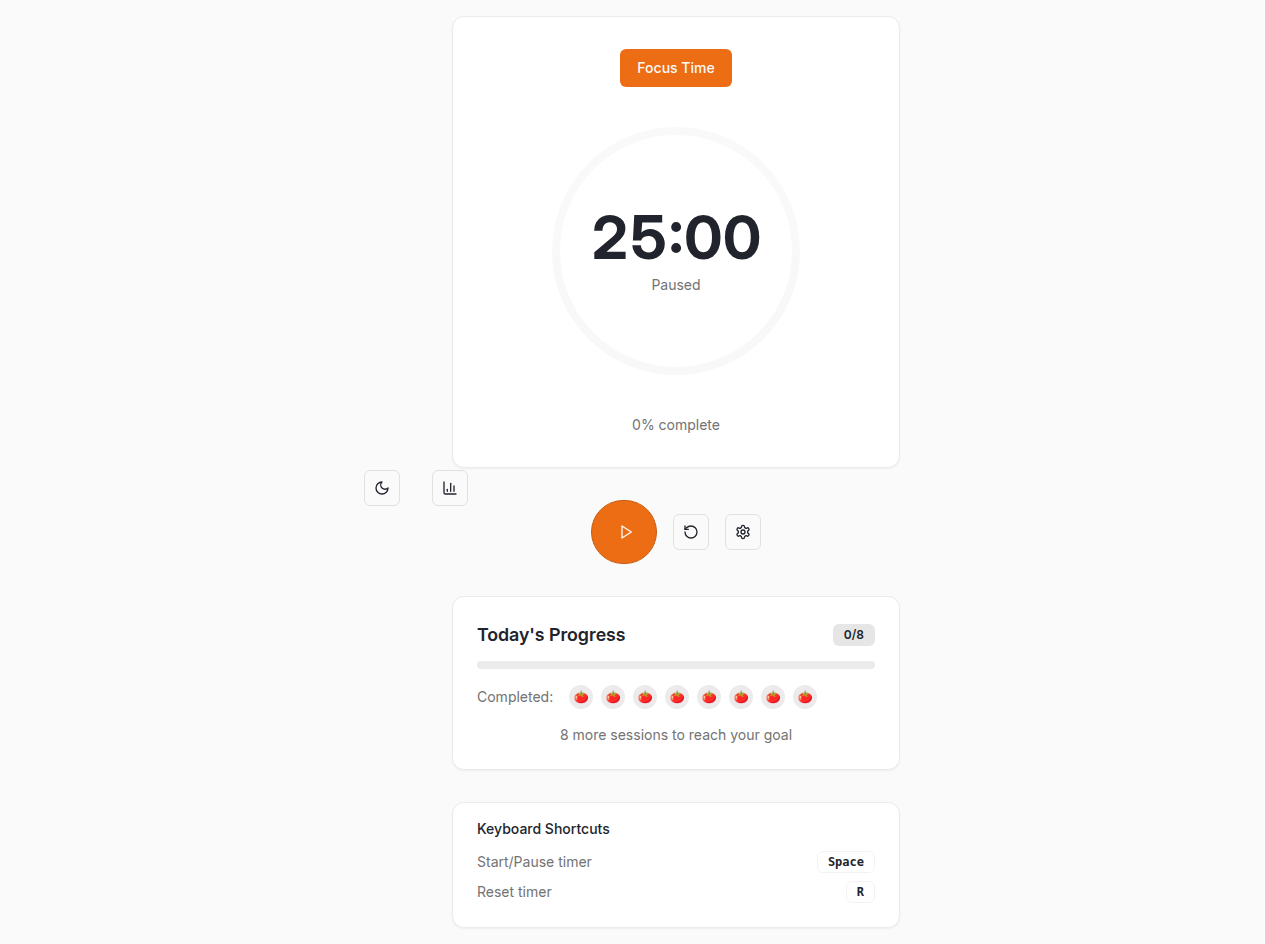 Focus Time
25:00
Paused
0% complete
Today's Progress 0/8
Completed:
8 more sessions to reach your goal
Keyboard Shortcuts
Start/Pause timer Space
Reset timer R